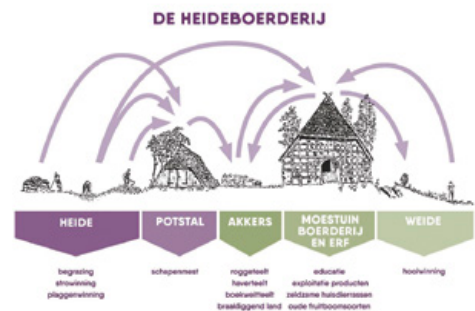 DE HEIDEBOERDERIJ
HEIDE
begrazing
strowinning
plaggenwinning
POTSTAL
schapenmest
AKKERS
roggeteelt
haverteelt
boekweitteelt
braakliggend land
MOESTUIN
BOERDERIJ
EN ERF
educatie
exploitatie producten
zeldzame huisdierrassen
oude fruitboomsoorten
WEIDE
hooiwinning